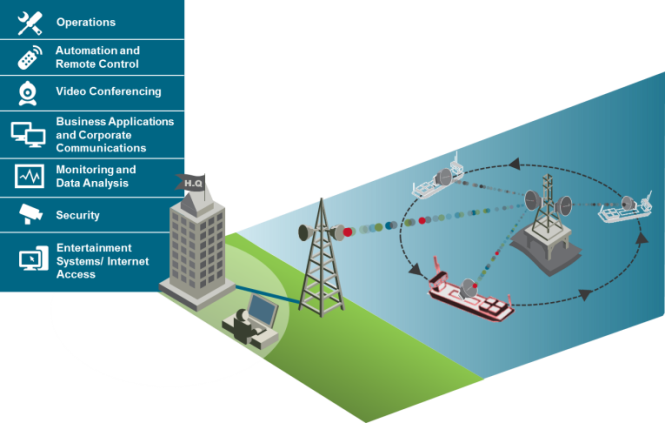 Operations
Automation and
Remote Control
Video Conferencing
Business Applications
and Corporate
Communications
Monitoring and
Data Analysis
Security
Entertainment
Systems/ Internet
Access
H.Q